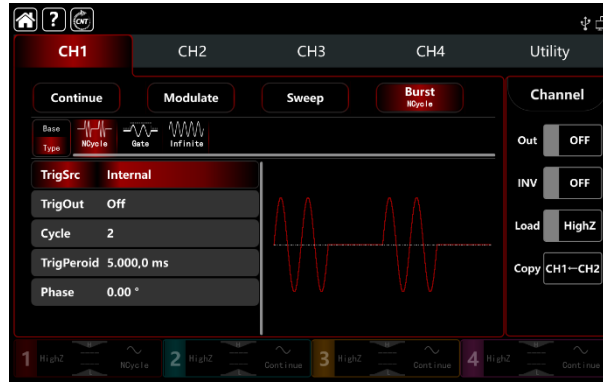 ? CNT
CH1 CH2 CH3 CH4 Utility
Continue Modulate Sweep Burst
NCycle
Channel
Base
Type
NCycle Gate Infinite
Out OFF
TrigSrc Internal
INV OFF
TrigOut Off
Load HighZ
Cycle 2
TrigPeroid 5.000,0 ms
Copy CH1←CH2
Phase 0.00 °
1 HighZ NCycle 2 HighZ Continue 3 HighZ Continue 4 HighZ Continue